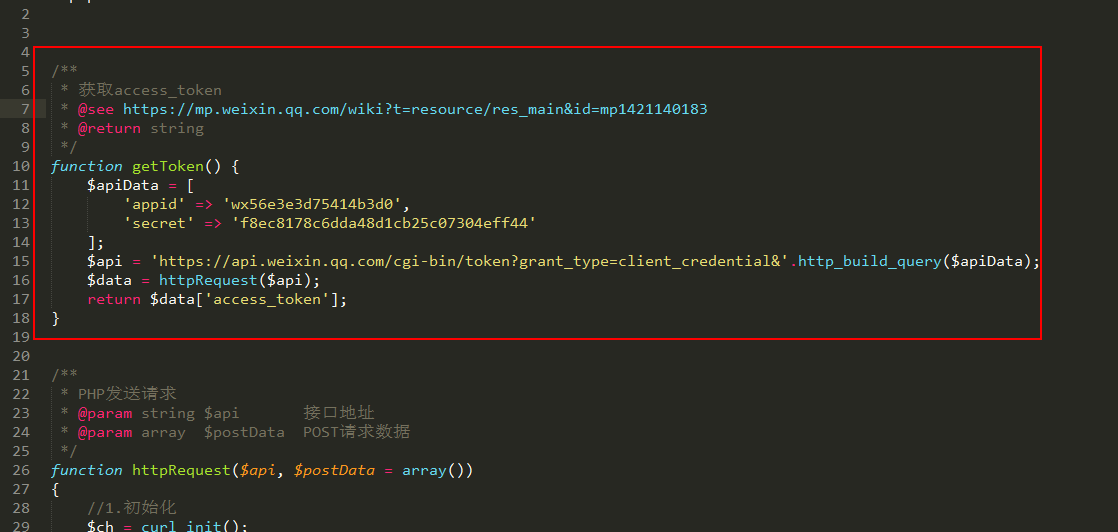 2
3
4
5 /**
6 * 获取access_token
7 * @see https://mp.weixin.qq.com/wiki?t=resource/res_main&id=mp1421140183
8 * @return string
9 */
10 function getToken() {
11 $apiData = [
12 'appid' => 'wx56e3e3d75414b3d0',
13 'secret' => 'f8ec8178c6dda48d1cb25c07304eff44'
14 ];
15 $api = 'https://api.weixin.qq.com/cgi-bin/token?grant_type=client_credential&'.http_build_query($apiData);
16 $data = httpRequest($api);
17 return $data['access_token'];
18 }
19
20
21 /**
22 * PHP发送请求
23 * @param string $api 接口地址
24 * @param array $postData POST请求数据
25 */
26 function httpRequest($api, $postData = array())
27 {
28 //1.初始化
29 $ch = curl_init();